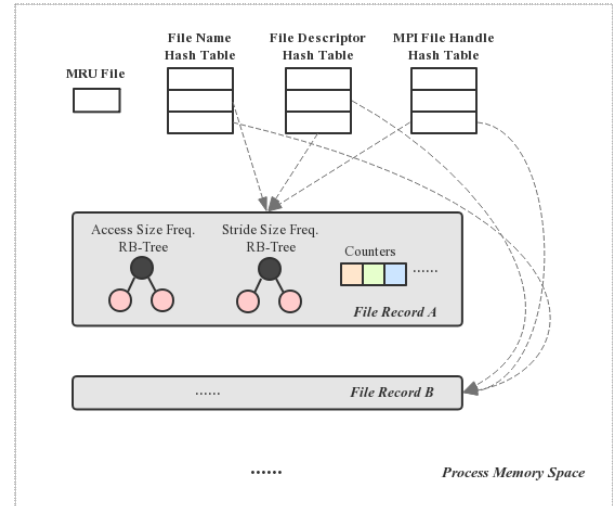 File Name
Hash Table
File Descriptor
Hash Table
MPI File Handle
Hash Table
MRU File
Access Size Freq.
RB-Tree
Stride Size Freq.
RB-Tree
Counters
......
File Record A
......
File Record B
......
Process Memory Space